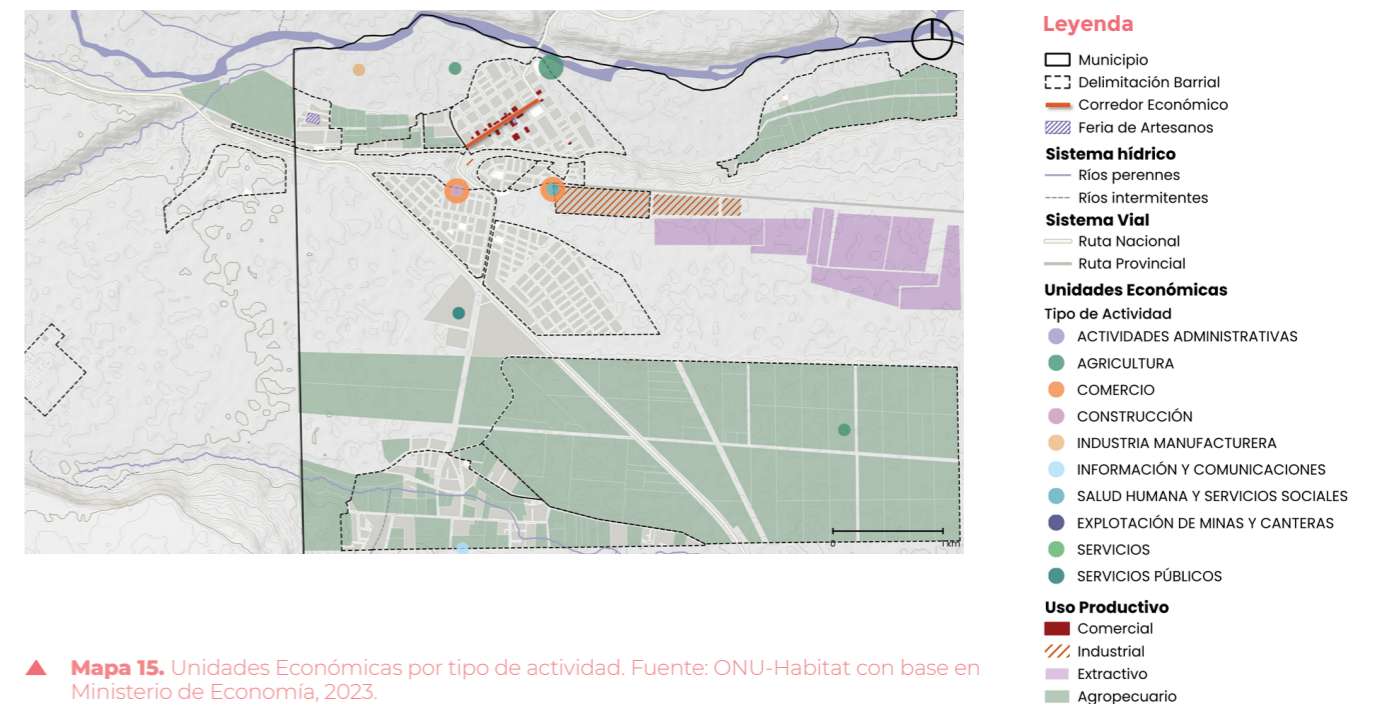 Leyenda
Municipio
Delimitación Barrial
Corredor Económico
Feria de Artesanos
Sistema hídrico
Ríos perennes
Ríos intermitentes
Sistema Vial
Ruta Nacional
Ruta Provincial
Unidades Económicas
Tipo de Actividad
ACTIVIDADES ADMINISTRATIVAS
AGRICULTURA
COMERCIO
CONSTRUCCIÓN
INDUSTRIA MANUFACTURERA
INFORMACIÓN Y COMUNICACIONES
SALUD HUMANA Y SERVICIOS SOCIALES
EXPLOTACIÓN DE MINAS Y CANTERAS
SERVICIOS
SERVICIOS PÚBLICOS
Uso Productivo
Comercial
Industrial
Extractivo
Agropecuario
0 1km
Mapa 15. Unidades Económicas por tipo de actividad. Fuente: ONU-Habitat con base en
Ministerio de Economía, 2023.